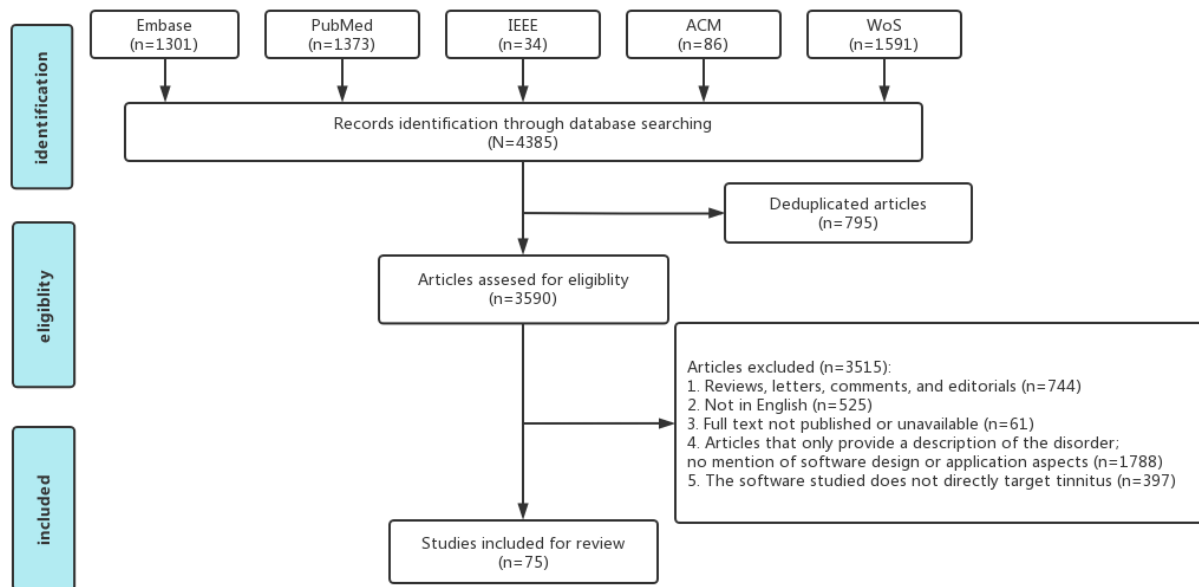 Embase
(n=1301)
PubMed
(n=1373)
IEEE
(n=34)
ACM
(n=86)
WoS
(n=1591)
identification
Records identification through database searching
(N=4385)
Deduplicated articles
(n=795)
eligiblity
Articles assesed for eligiblity
(n=3590)
Articles excluded (n=3515):
1. Reviews, letters, comments, and editorials (n=744)
2. Not in English (n=525)
3. Full text not published or unavailable (n=61)
4. Articles that only provide a description of the disorder;
no mention of software design or application aspects (n=1788)
5. The software studied does not directly target tinnitus (n=397)
included
Studies included for review
(n=75)